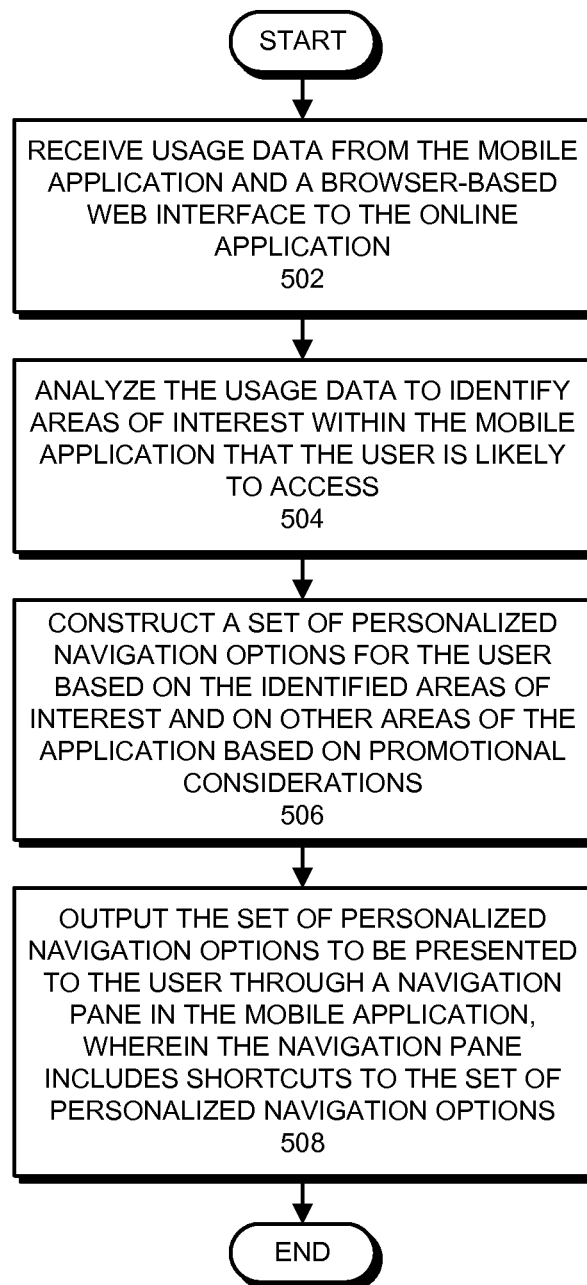 START
RECEIVE USAGE DATA FROM THE MOBILE
APPLICATION AND A BROWSER-BASED
WEB INTERFACE TO THE ONLINE
APPLICATION
502
ANALYZE THE USAGE DATA TO IDENTIFY
AREAS OF INTEREST WITHIN THE MOBILE
APPLICATION THAT THE USER IS LIKELY
TO ACCESS
504
CONSTRUCT A SET OF PERSONALIZED
NAVIGATION OPTIONS FOR THE USER
BASED ON THE IDENTIFIED AREAS OF
INTEREST AND ON OTHER AREAS OF THE
APPLICATION BASED ON PROMOTIONAL
CONSIDERATIONS
506
OUTPUT THE SET OF PERSONALIZED
NAVIGATION OPTIONS TO BE PRESENTED
TO THE USER THROUGH A NAVIGATION
PANE IN THE MOBILE APPLICATION,
WHEREIN THE NAVIGATION PANE
INCLUDES SHORTCUTS TO THE SET OF
PERSONALIZED NAVIGATION OPTIONS
508
END